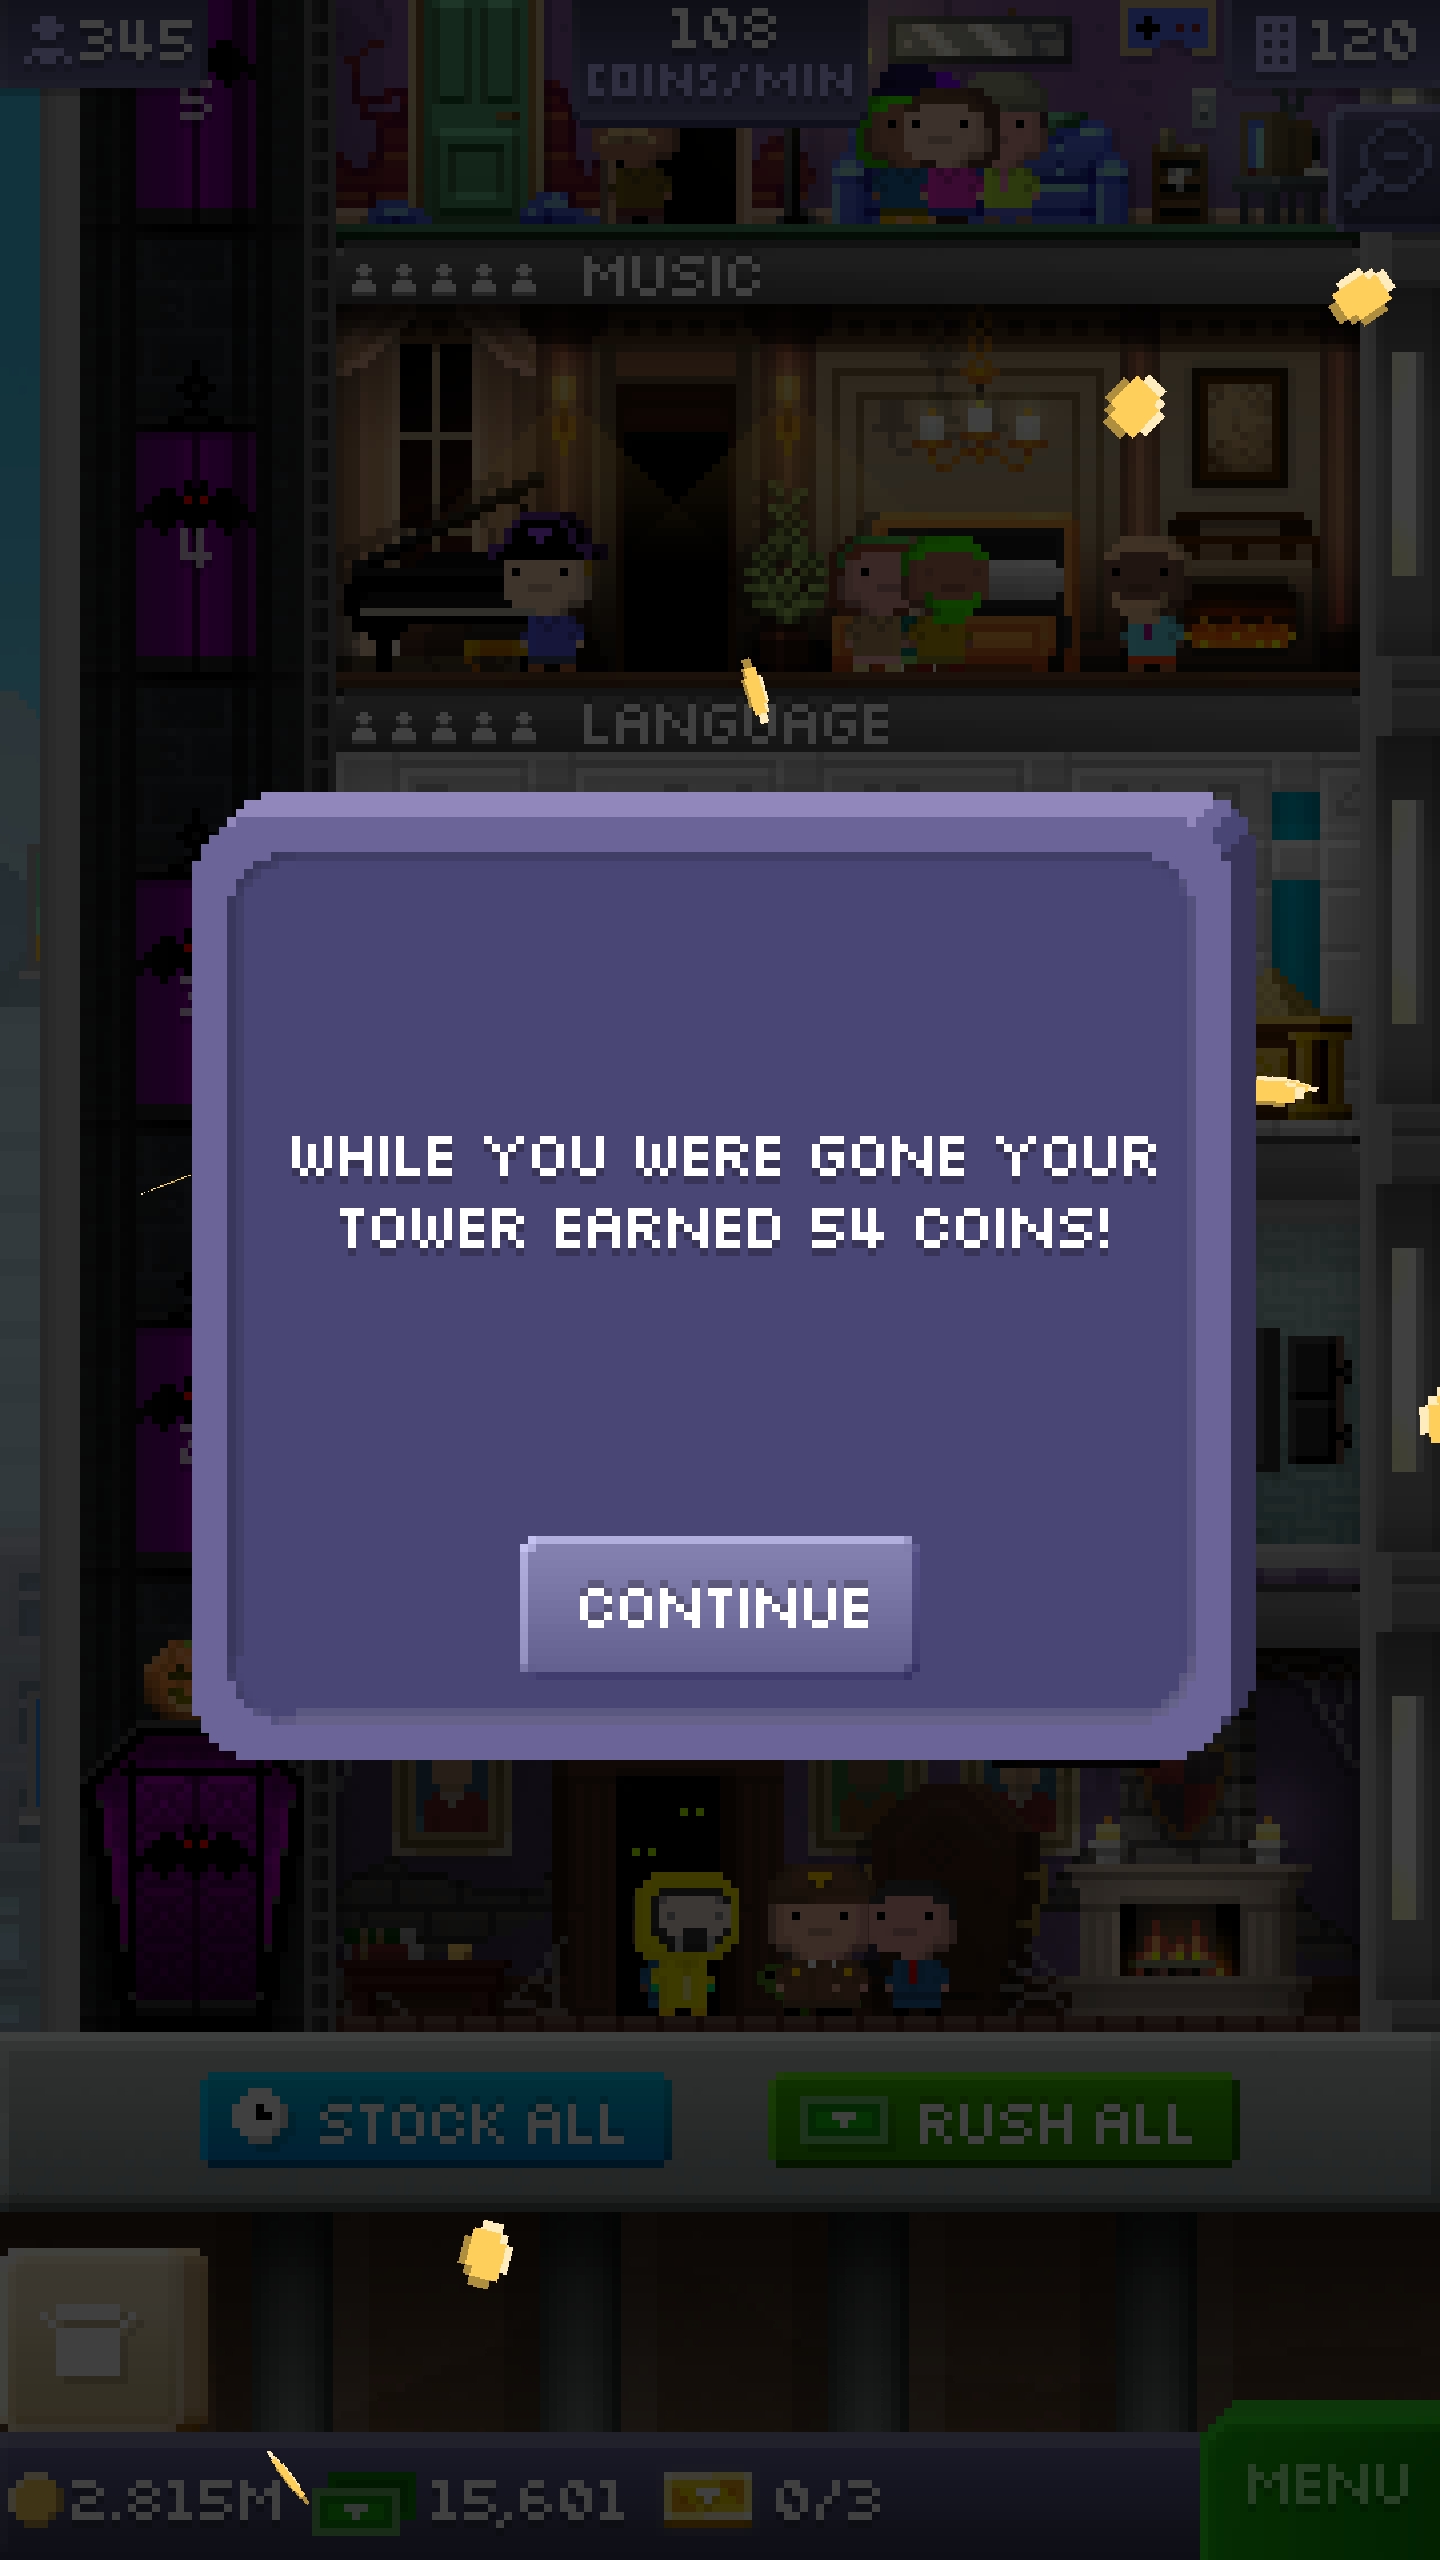 345
108
COINS/MIN
120
5
MUSIC
4
LANGUAGE
WHILE YOU WERE GONE YOUR
TOWER EARNED 54 COINS!
CONTINUE
STOCK ALL
RUSH ALL
2.815M
15,601
0/3
MENU